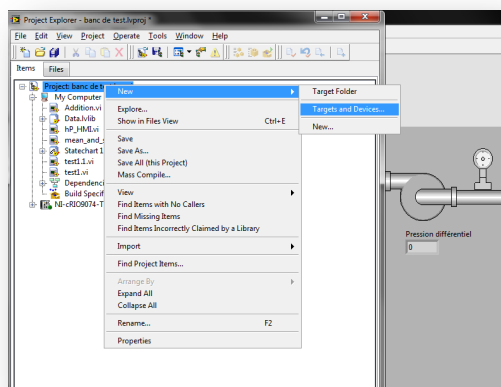 Project Explorer - banc de test.lvproj *
File Edit View Project Operate Tools Window Help
Items Files
Project: banc de t
My Computer
Addition.vi
Data.lvlib
hP_HMI.vi
mean_and_s
Statechart 1
test1.1.vi
test1.vi
Dependenci
Build Specif
NI-cRIO9074-T
New
Explore...
Show in Files View Ctrl+E
Save
Save As...
Save All (this Project)
Mass Compile...
View
Find Items with No Callers
Find Missing Items
Find Items Incorrectly Claimed by a Library
Import
Find Project Items...
Arrange By
Expand All
Collapse All
Rename... F2
Properties
Target Folder
Targets and Devices...
New...
Pression différentiel
0